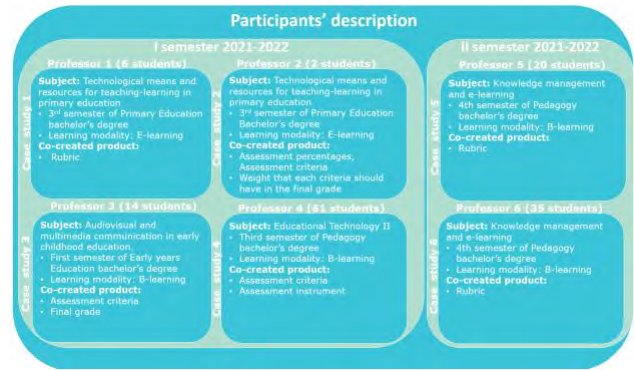 Participants' description
I semester 2021-2022
Professor 1 (6 students)
Case study 1
Subject: Technological means and
resources for teaching-learning in
primary education
• 3rd semester of Primary Education
bachelor's degree
• Learning modality: E-learning
Co-created product:
• Rubric
Professor 2 (2 students)
Case study 2
Subject: Technological means and
resources for teaching-learning in
primary education
• 3rd semester of Primary Education
Bachelor's degree
• Learning modality: E-learning
Co-created product:
• Assessment percentages,
Assessment criteria
• Weight that each criteria should
have in the final grade
Professor 3 (14 students)
Case study 3
Subject: Audiovisual and
multimedia communication in early
childhood education.
• First semester of Early years
Education bachelor's degree
• Learning modality: B-learning
Co-created product:
• Assessment criteria
• Final grade
Professor 4 (61 students)
Case study 4
Subject: Educational Technology II
• Third semester of Pedagogy
bachelor's degree
• Learning modality: B-learning
Co-created product:
• Assessment criteria
• Assessment instrument
II semester 2021-2022
Professor 5 (20 students)
Case study 5
Subject: Knowledge management
and e-learning
• 4th semester of Pedagogy
bachelor's degree
• Learning modality: B-learning
Co-created product:
• Rubric
Professor 6 (35 students)
Case study 6
Subject: Knowledge management
and e-learning
• 4th semester of Pedagogy
bachelor's degree
• Learning modality: B-learning
Co-created product:
• Rubric